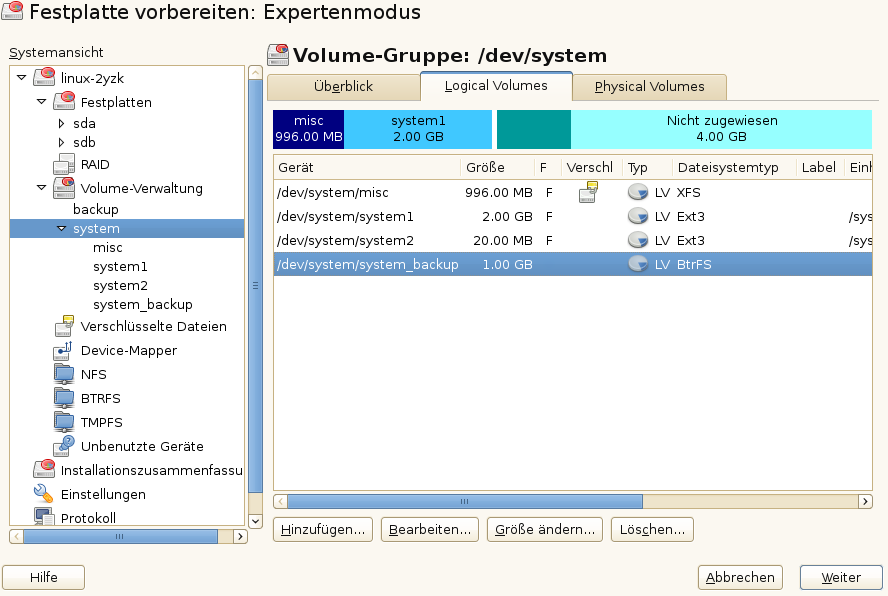 Festplatte vorbereiten: Expertenmodus
Systemansicht
linux-2yzk
Festplatten
sda
sdb
RAID
Volume-Verwaltung
backup
system
misc
system1
system2
system_backup
Verschlüsselte Dateien
Device-Mapper
NFS
BTRFS
TMPFS
Unbenutzte Geräte
Installationszusammenfassu
Einstellungen
Protokoll
Volume-Gruppe: /dev/system
Überblick Logical Volumes Physical Volumes
misc system1 Nicht zugewiesen
996.00 MB 2.00 GB 4.00 GB
Gerät Größe F Verschl Typ Dateisystemtyp Label Einh
/dev/system/misc 996.00 MB F LV XFS
/dev/system/system1 2.00 GB F LV Ext3 /sys
/dev/system/system2 20.00 MB F LV Ext3 /sys
/dev/system/system_backup 1.00 GB LV BtrFS
Hinzufügen... Bearbeiten... Größe ändern... Löschen...
Hilfe Abbrechen Weiter